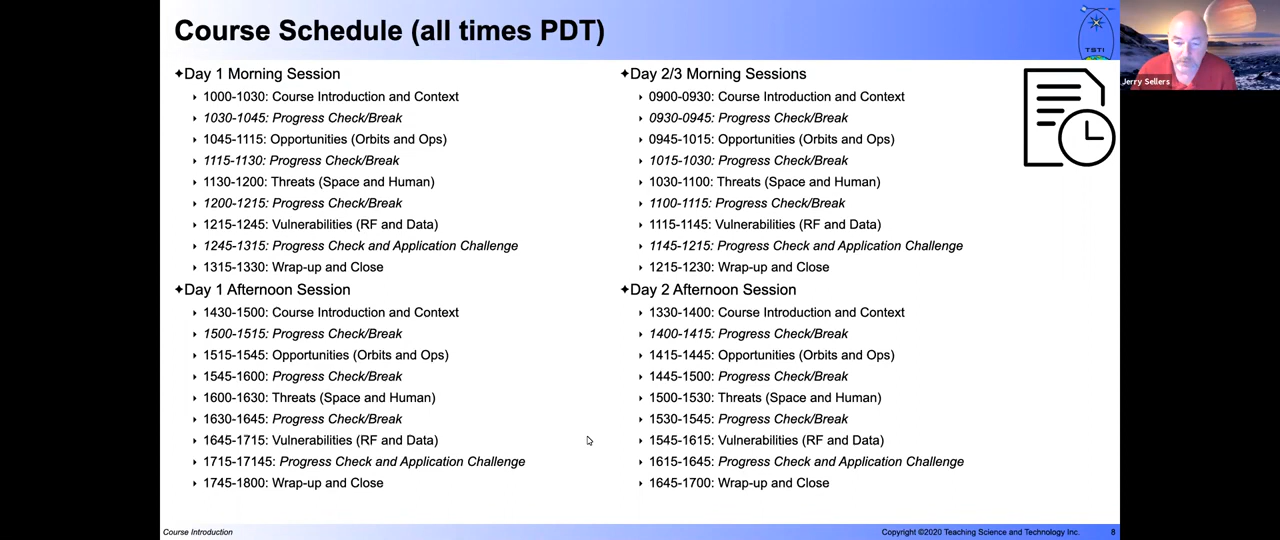 Course Schedule (all times PDT)
TSTI
Jerry Sellers
✦Day 1 Morning Session
1000-1030: Course Introduction and Context
1030-1045: Progress Check/Break
1045-1115: Opportunities (Orbits and Ops)
1115-1130: Progress Check/Break
1130-1200: Threats (Space and Human)
1200-1215: Progress Check/Break
1215-1245: Vulnerabilities (RF and Data)
1245-1315: Progress Check and Application Challenge
1315-1330: Wrap-up and Close
✦Day 1 Afternoon Session
1430-1500: Course Introduction and Context
1500-1515: Progress Check/Break
1515-1545: Opportunities (Orbits and Ops)
1545-1600: Progress Check/Break
1600-1630: Threats (Space and Human)
1630-1645: Progress Check/Break
1645-1715: Vulnerabilities (RF and Data)
1715-17145: Progress Check and Application Challenge
1745-1800: Wrap-up and Close
✦Day 2/3 Morning Sessions
0900-0930: Course Introduction and Context
0930-0945: Progress Check/Break
0945-1015: Opportunities (Orbits and Ops)
1015-1030: Progress Check/Break
1030-1100: Threats (Space and Human)
1100-1115: Progress Check/Break
1115-1145: Vulnerabilities (RF and Data)
1145-1215: Progress Check and Application Challenge
1215-1230: Wrap-up and Close
✦Day 2 Afternoon Session
1330-1400: Course Introduction and Context
1400-1415: Progress Check/Break
1415-1445: Opportunities (Orbits and Ops)
1445-1500: Progress Check/Break
1500-1530: Threats (Space and Human)
1530-1545: Progress Check/Break
1545-1615: Vulnerabilities (RF and Data)
1615-1645: Progress Check and Application Challenge
1645-1700: Wrap-up and Close
Course Introduction
Copyright ©2020 Teaching Science and Technology Inc.
8